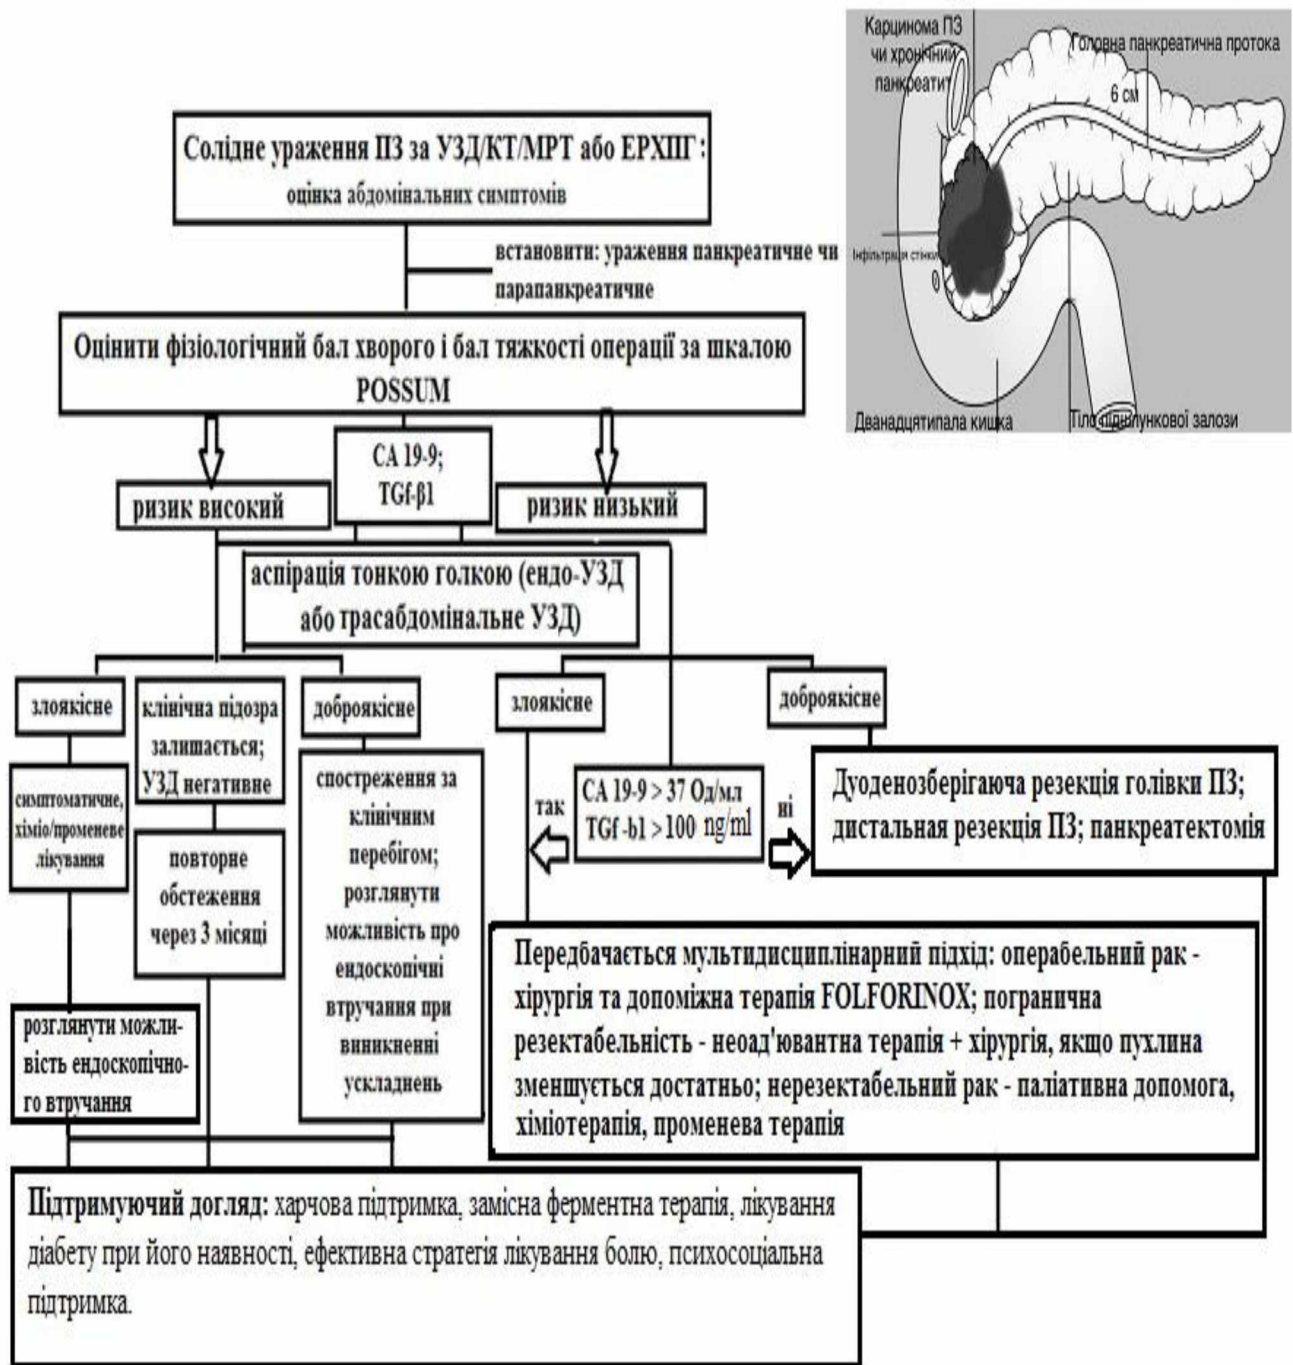 Карцинома ПЗ
чи хронічний
панкреатит
Головна панкреатична протока
6 см
Інфільтрація стінки
Дванадцятипала кишка
Тіло підшлункової залози
Солідне ураження ПЗ за УЗД/КТ/МРТ або ЕРХПГ :
оцінка абдомінальних симптомів
встановити: ураження панкреатичне чи
парапанкреатичне
Оцінити фізіологічний бал хворого і бал тяжкості операції за шкалою
POSSUM
CA 19-9;
TGf-β1
ризик високий
ризик низький
аспірація тонкою голкою (ендо-УЗД
або трасабдомінальне УЗД)
злоякісне
клінічна підозра
залишається;
УЗД негативне
доброякісне
злоякісне
доброякісне
симптоматичне,
хіміо/променеве
лікування
повторне
обстеження
через 3 місяці
спостреження за
клінічним
перебігом;
розглянути
можливість про
ендоскопічні
втручання при
виникненні
ускладнень
так
CA 19-9 > 37 Од/мл
TGf -b1 >100 ng/ml
ні
Дуоденозберігаюча резекція голівки ПЗ;
дистальная резекція ПЗ; панкреатектомія
розглянути можли-
вість ендоскопічно-
го втручання
Передбачається мультидисциплінарний підхід: операбельний рак -
хірургія та допоміжна терапія FOLFORINOX; погранична
резектабельність - неоад'ювантна терапія + хірургія, якщо пухлина
зменшується достатньо; нерезектабельний рак - паліативна допомога,
хіміотерапія, променева терапія
Підтримуючий догляд: харчова підтримка, замісна ферментна терапія, лікування
діабету при його наявності, ефективна стратегія лікування болю, психосоціальна
підтримка.